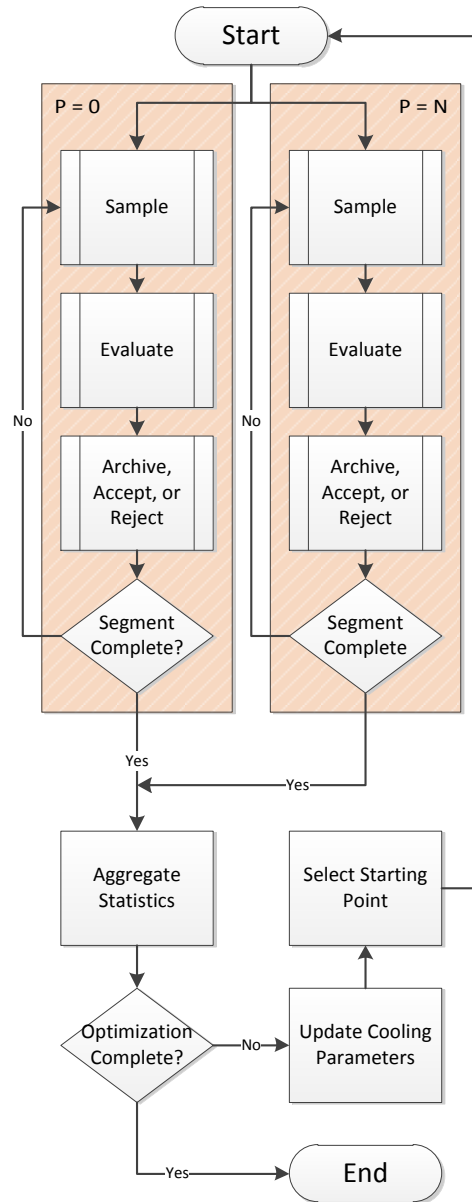 Start
P = 0
P = N
Sample
Sample
Evaluate
Evaluate
No
No
Archive,
Accept, or
Reject
Archive,
Accept, or
Reject
Segment
Complete?
Segment
Complete
Yes
Yes
Aggregate
Statistics
Select Starting
Point
Optimization
Complete?
No
Update Cooling
Parameters
Yes
End